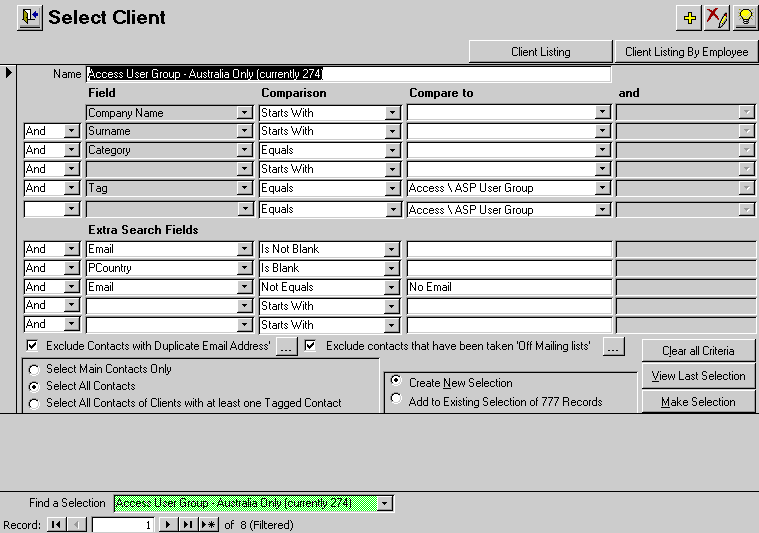 Select Client
Client Listing Client Listing By Employee
Name Access User Group - Australia Only (currently 274)
Field Comparison Compare to and
Company Name Starts With
And Surname Starts With
And Category Equals
And Starts With
And Tag Equals Access \ ASP User Group
Equals Access \ ASP User Group
Extra Search Fields
And Email Is Not Blank
And PCountry Is Blank
And Email Not Equals No Email
And Starts With
And Starts With
Exclude Contacts with Duplicate Email Address' ... Exclude contacts that have been taken 'Off Mailing lists' ... Clear all Criteria
Select Main Contacts Only
Select All Contacts
Select All Contacts of Clients with at least one Tagged Contact
Create New Selection
Add to Existing Selection of 777 Records
View Last Selection
Make Selection
Find a Selection Access User Group - Australia Only (currently 274)
Record: 1 of 8 (Filtered)